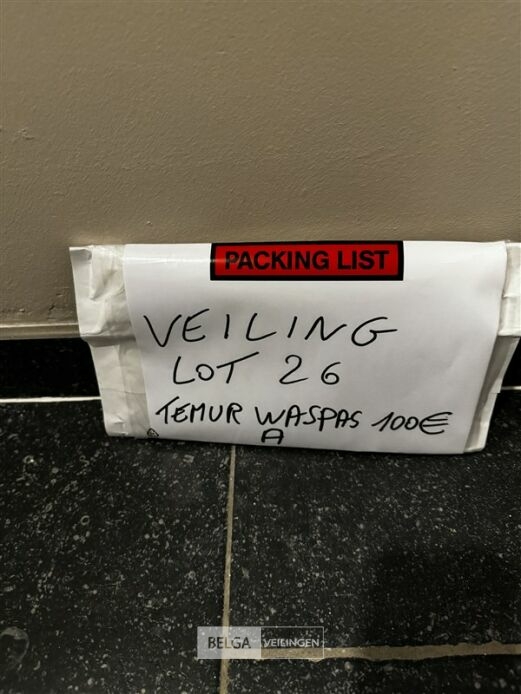 PACKING LIST
VEILING
LOT 26
TEMUR WASPAS 100€
A
BELGA VEILINGEN